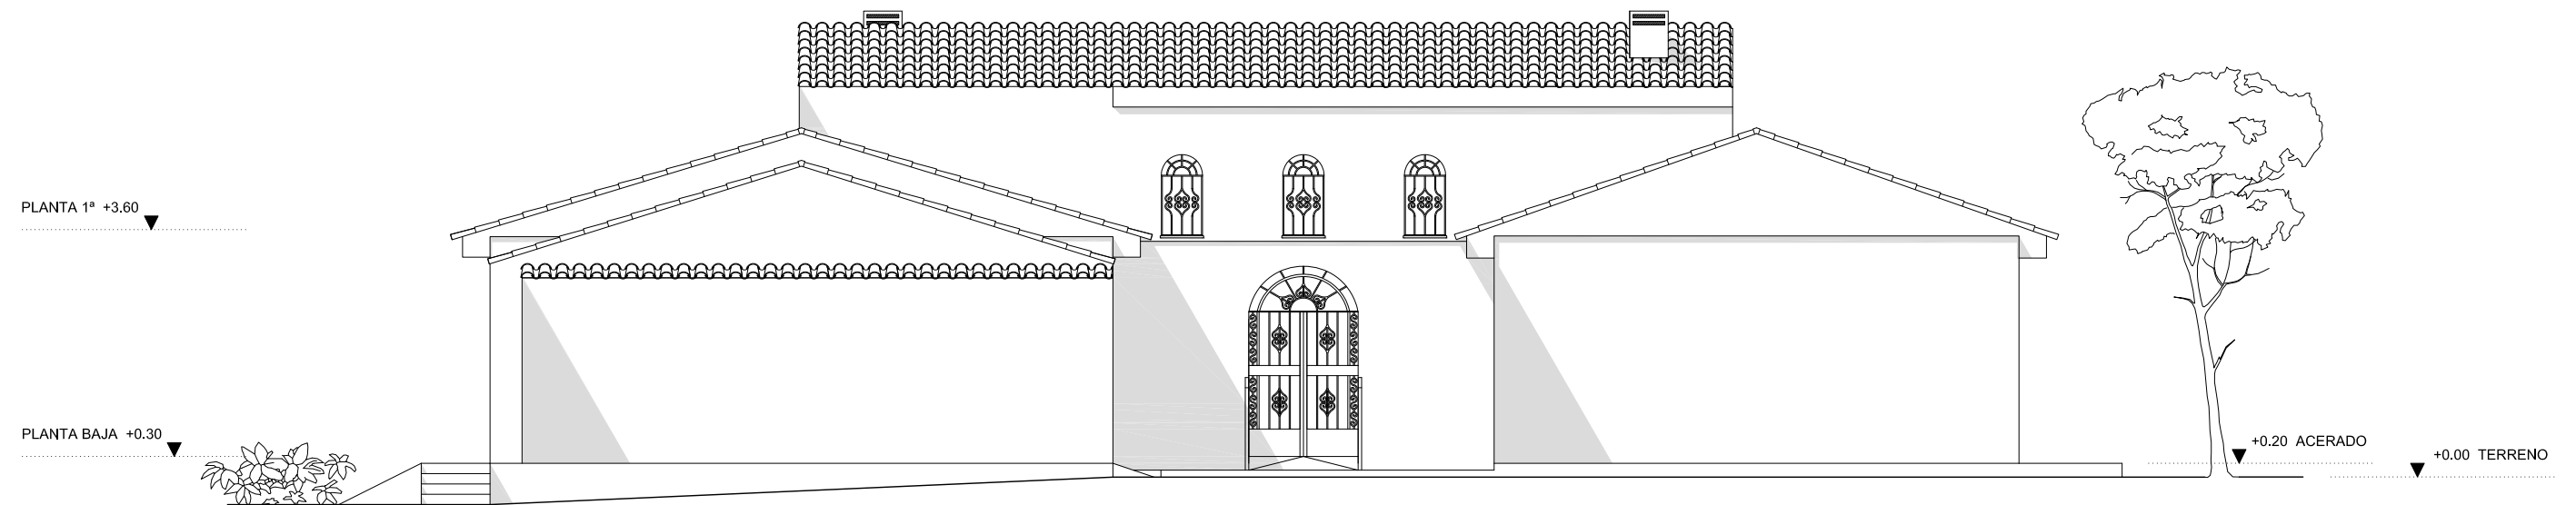 PLANTA 1ª +3.60
PLANTA BAJA +0.30
+0.20 ACERADO
+0.00 TERRENO